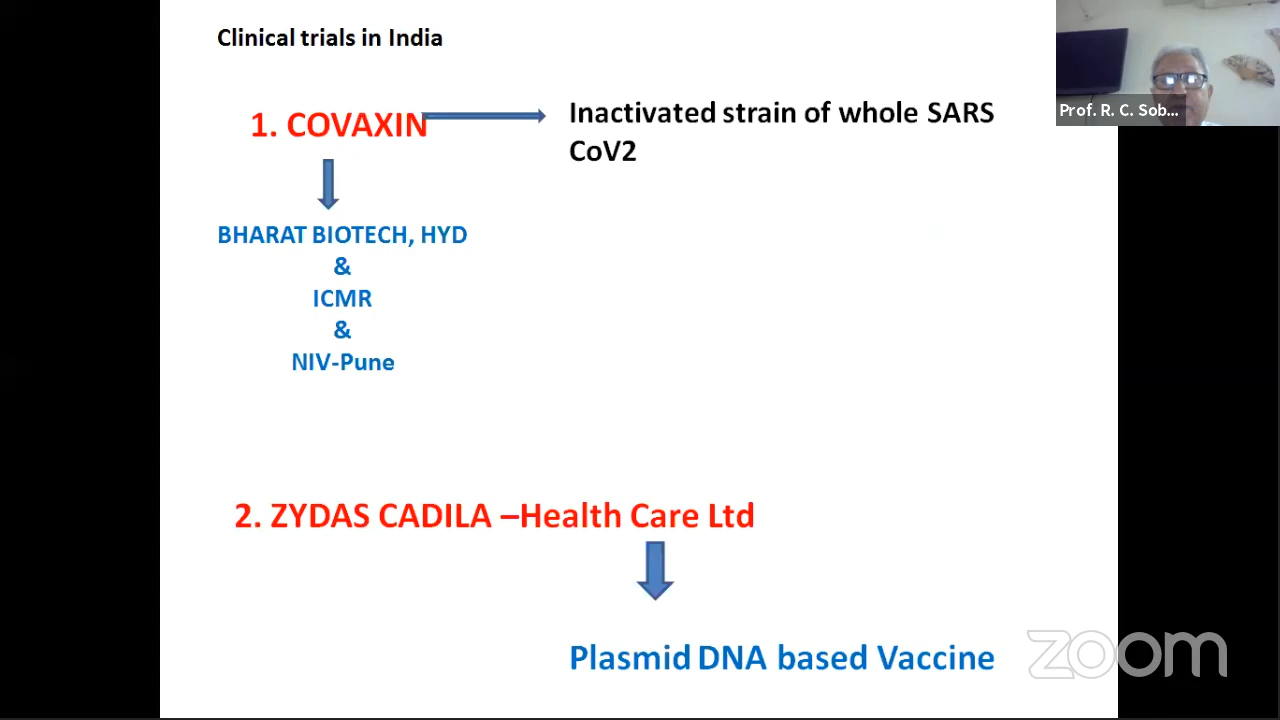 Clinical trials in India
1. COVAXIN
Inactivated strain of whole SARS
CoV2
BHARAT BIOTECH, HYD
&
ICMR
&
NIV-Pune
2. ZYDAS CADILA –Health Care Ltd
Plasmid DNA based Vaccine
Prof. R. C. Sob...
zoom